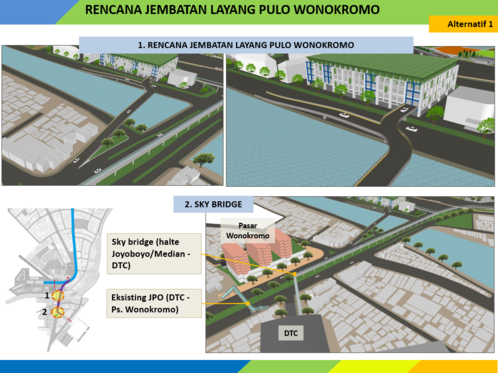 RENCANA JEMBATAN LAYANG PULO WONOKROMO
Alternatif 1
1. RENCANA JEMBATAN LAYANG PULO WONOKROMO
2. SKY BRIDGE
Pasar
Wonokromo
Sky bridge (halte
Joyoboyo/Median -
DTC)
Eksisting JPO (DTC -
Ps. Wonokromo)
1
2
DTC